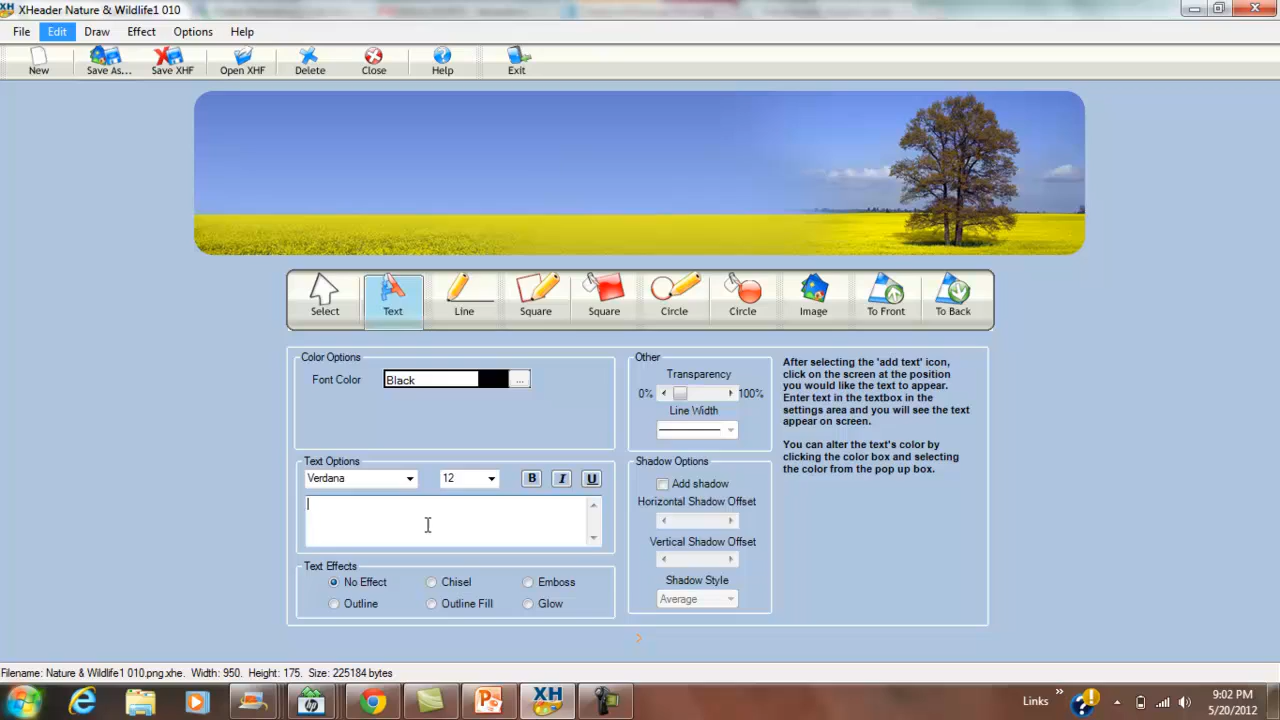 XHeader Nature & Wildlife1 010
File Edit Draw Effect Options Help
New Save As... Save XHF Open XHF Delete Close Help Exit
Select Text Line Square Square Circle Circle Image To Front To Back
Color Options
Font Color Black ...
Other
Transparency
0% 100%
Line Width
After selecting the 'add text' icon,
click on the screen at the position
you would like the text to appear.
Enter text in the textbox in the
settings area and you will see the text
appear on screen.
You can alter the text's color by
clicking the color box and selecting
the color from the pop up box.
Text Options
Verdana 12 B I U
Shadow Options
Add shadow
Horizontal Shadow Offset
Vertical Shadow Offset
Shadow Style
Average
Text Effects
No Effect Chisel Emboss
Outline Outline Fill Glow
Filename: Nature & Wildlife1 010.png.xhe. Width: 950. Height: 175. Size: 225184 bytes
XH
hp
Links
9:02 PM
5/20/2012